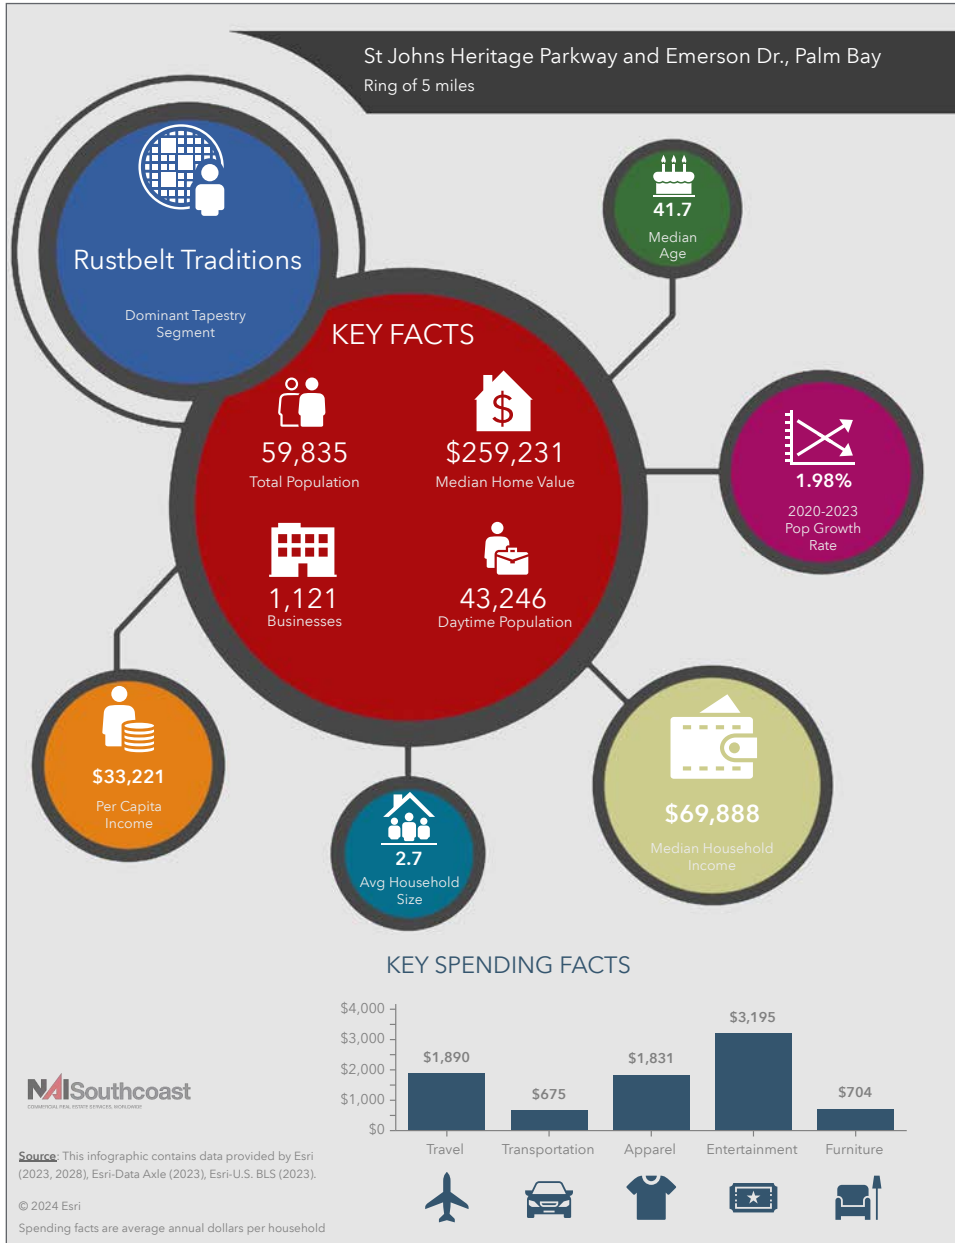 St Johns Heritage Parkway and Emerson Dr., Palm Bay
Ring of 5 miles
Rustbelt Traditions
Dominant Tapestry
Segment
41.7
Median
Age
KEY FACTS
59,835
Total Population
$
$259,231
Median Home Value
1,121
Businesses
43,246
Daytime Population
1.98%
2020-2023
Pop Growth
Rate
$33,221
Per Capita
Income
2.7
Avg Household
Size
$69,888
Median Household
Income
KEY SPENDING FACTS
$4,000
$3,000
$2,000
$1,000
$0
$1,890
$675
$1,831
$3,195
$704
Travel
Transportation
Apparel
Entertainment
Furniture
NAISouthcoast
COMMERCIAL REAL ESTATE SERVICES, WORLDWIDE
Source: This infographic contains data provided by Esri
(2023, 2028), Esri-Data Axle (2023), Esri-U.S. BLS (2023).
© 2024 Esri
Spending facts are average annual dollars per household